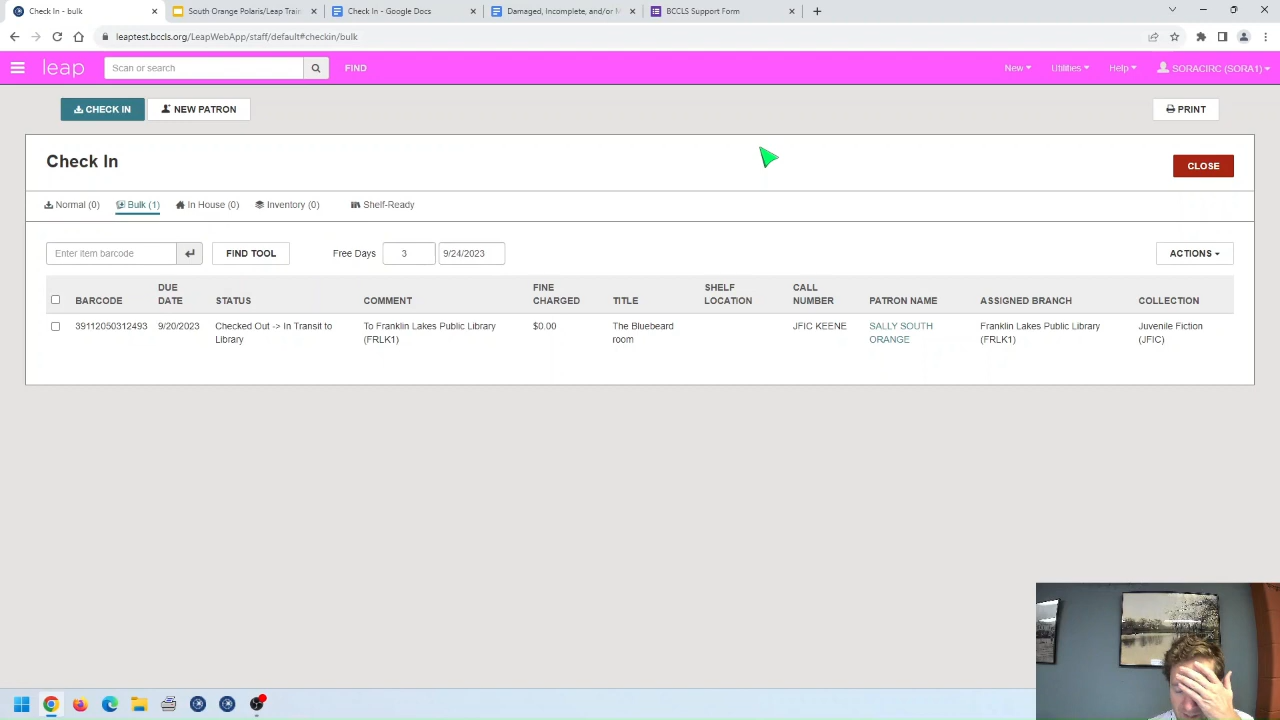 Check In - bulk
South Orange Polaris/Leap Train
Check In - Google Docs
Damaged, Incomplete, and/or M
BCCLS Support Form
leaptest.bccls.org/LeapWebApp/staff/default#checkin/bulk
leap
Scan or search
FIND
New
Utilities
Help
SORACIRC (SORA1)
CHECK IN
NEW PATRON
PRINT
Check In
CLOSE
Normal (0)
Bulk (1)
In House (0)
Inventory (0)
Shelf-Ready
Enter item barcode
FIND TOOL
Free Days
3
9/24/2023
ACTIONS
BARCODE
DUE
DATE
STATUS
COMMENT
FINE
CHARGED
TITLE
SHELF
LOCATION
CALL
NUMBER
PATRON NAME
ASSIGNED BRANCH
COLLECTION
39112050312493
9/20/2023
Checked Out -> In Transit to
Library
To Franklin Lakes Public Library
(FRLK1)
$0.00
The Bluebeard
room
JFIC KEENE
SALLY SOUTH
ORANGE
Franklin Lakes Public Library
(FRLK1)
Juvenile Fiction
(JFIC)